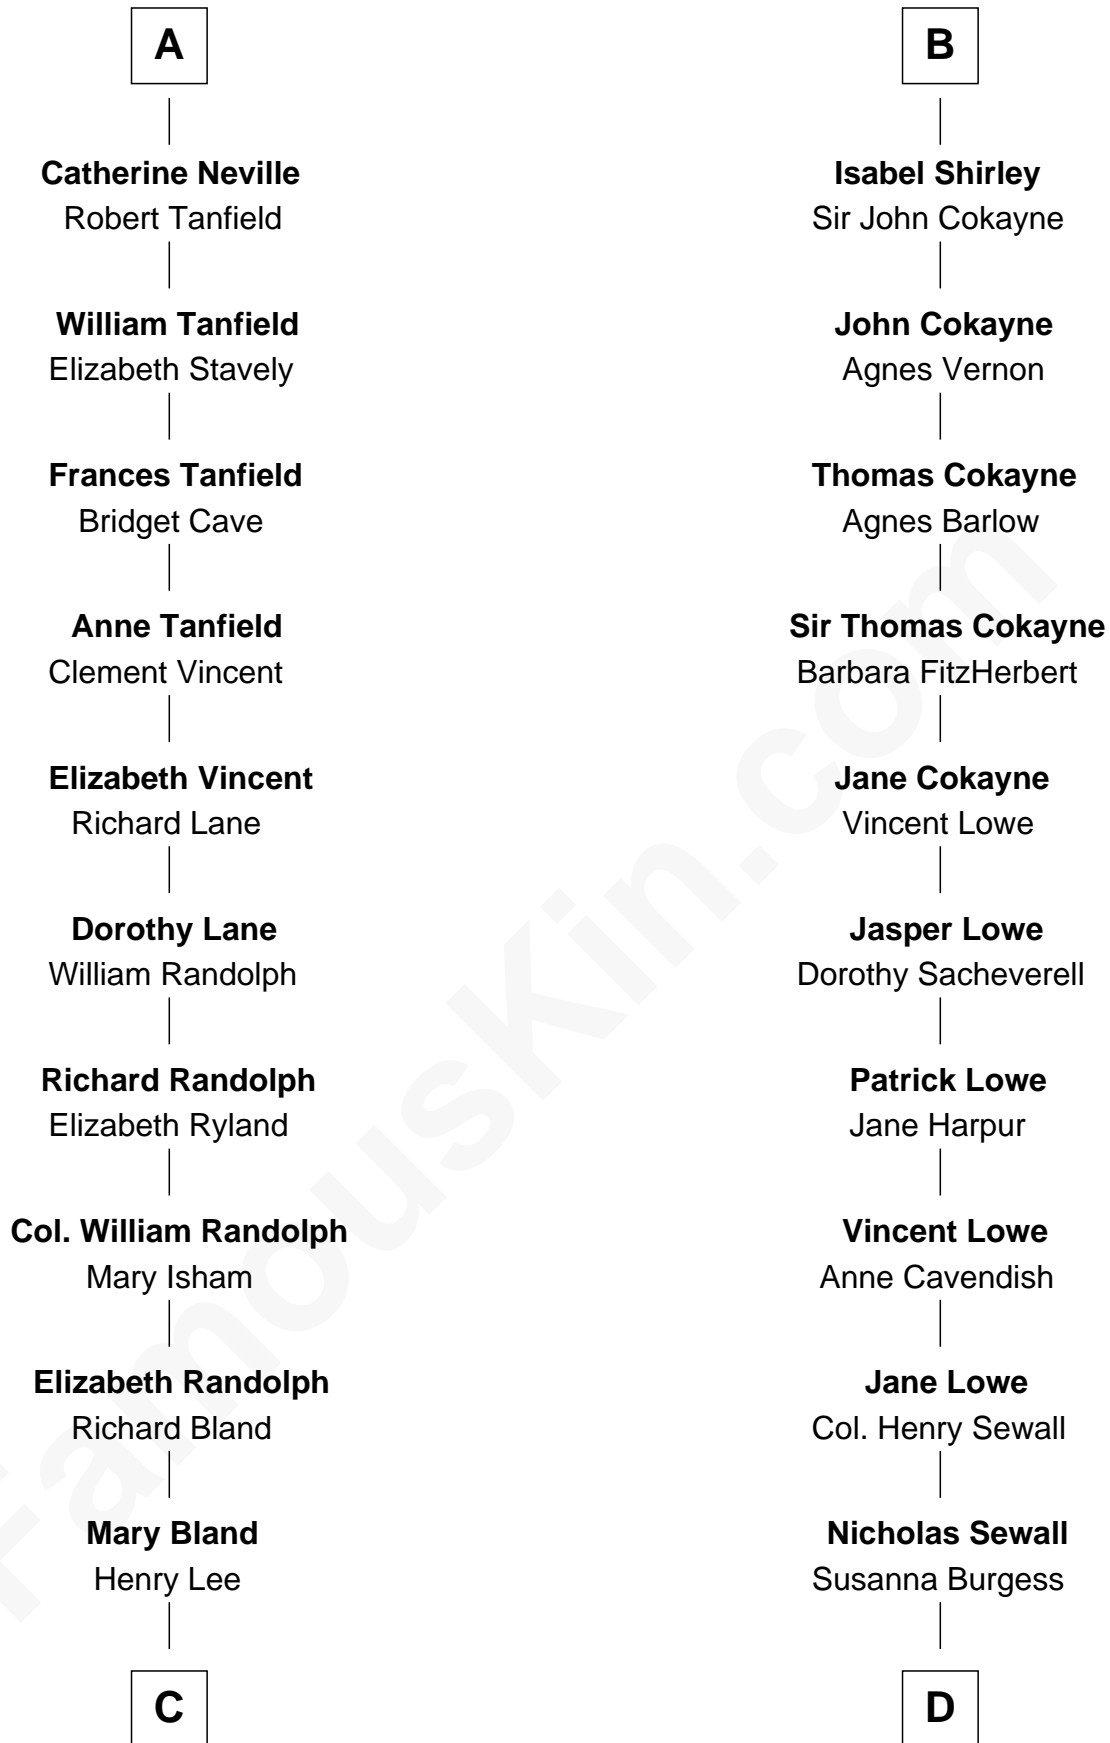 A
Catherine Neville
Robert Tanfield
William Tanfield
Elizabeth Stavely
Frances Tanfield
Bridget Cave
Anne Tanfield
Clement Vincent
Elizabeth Vincent
Richard Lane
Dorothy Lane
William Randolph
Richard Randolph
Elizabeth Ryland
Col. William Randolph
Mary Isham
Elizabeth Randolph
Richard Bland
Mary Bland
Henry Lee
C
B
Isabel Shirley
Sir John Cokayne
John Cokayne
Agnes Vernon
Thomas Cokayne
Agnes Barlow
Sir Thomas Cokayne
Barbara FitzHerbert
Jane Cokayne
Vincent Lowe
Jasper Lowe
Dorothy Sacheverell
Patrick Lowe
Jane Harpur
Vincent Lowe
Anne Cavendish
Jane Lowe
Col. Henry Sewall
Nicholas Sewall
Susanna Burgess
D
FamousKin.com